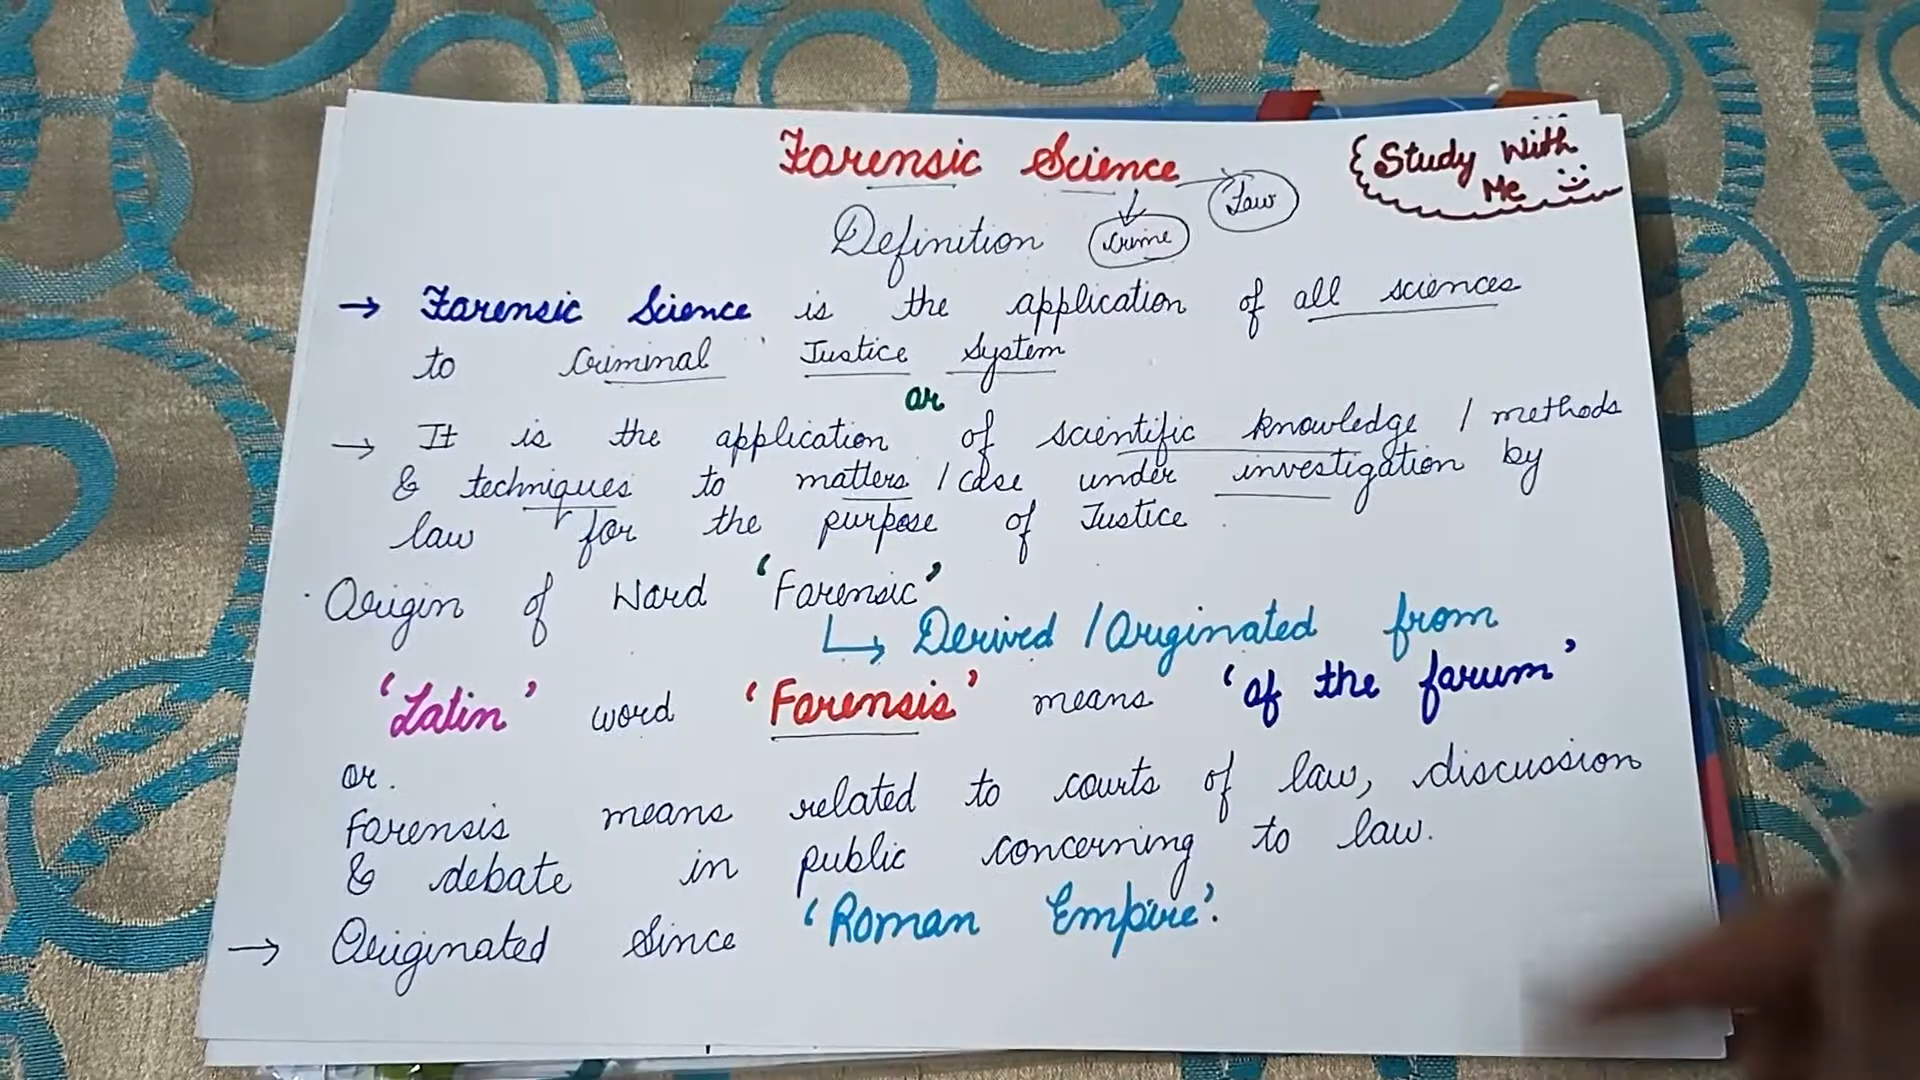 Forensic Science
Law
Study With
Me
Definition
Crime
→ Forensic Science is the application of all sciences
to Criminal Justice System
or
→ It is the application of scientific knowledge / methods
& techniques to matters / case under investigation by
law for the purpose of Justice
Origin of Word 'Forensic'
Derived / Originated from
'Latin' word 'Forensis' means 'of the forum'
or.
Forensis means related to courts of law, discussion
& debate in public concerning to law.
→ Originated Since 'Roman Empire'.